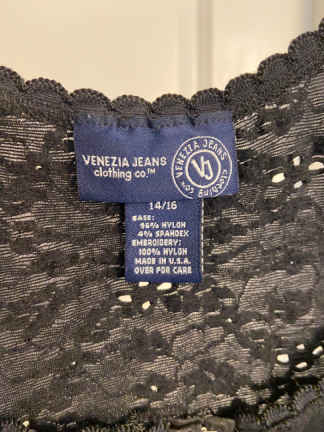 VENEZIA JEANS
clothing co.™
VENEZIA JEANS
VJ
14/16
BASE:
96% NYLON
4% SPANDEX
EMBROIDERY:
100% NYLON
MADE IN U.S.A.
OVER FOR CARE